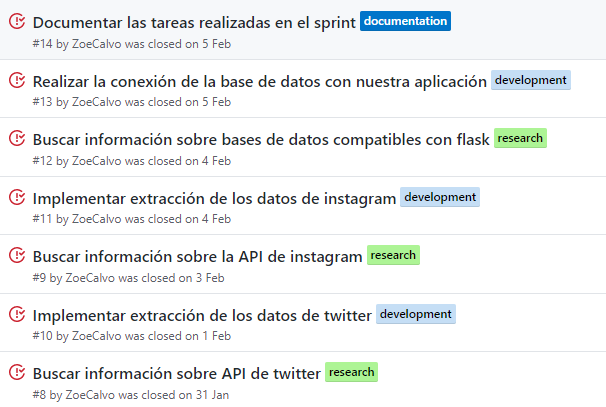 Documentar las tareas realizadas en el sprint documentation
#14 by ZoeCalvo was closed on 5 Feb
Realizar la conexión de la base de datos con nuestra aplicación development
#13 by ZoeCalvo was closed on 5 Feb
Buscar información sobre bases de datos compatibles con flask research
#12 by ZoeCalvo was closed on 4 Feb
Implementar extracción de los datos de instagram development
#11 by ZoeCalvo was closed on 4 Feb
Buscar información sobre la API de instagram research
#9 by ZoeCalvo was closed on 3 Feb
Implementar extracción de los datos de twitter development
#10 by ZoeCalvo was closed on 1 Feb
Buscar información sobre API de twitter research
#8 by ZoeCalvo was closed on 31 Jan